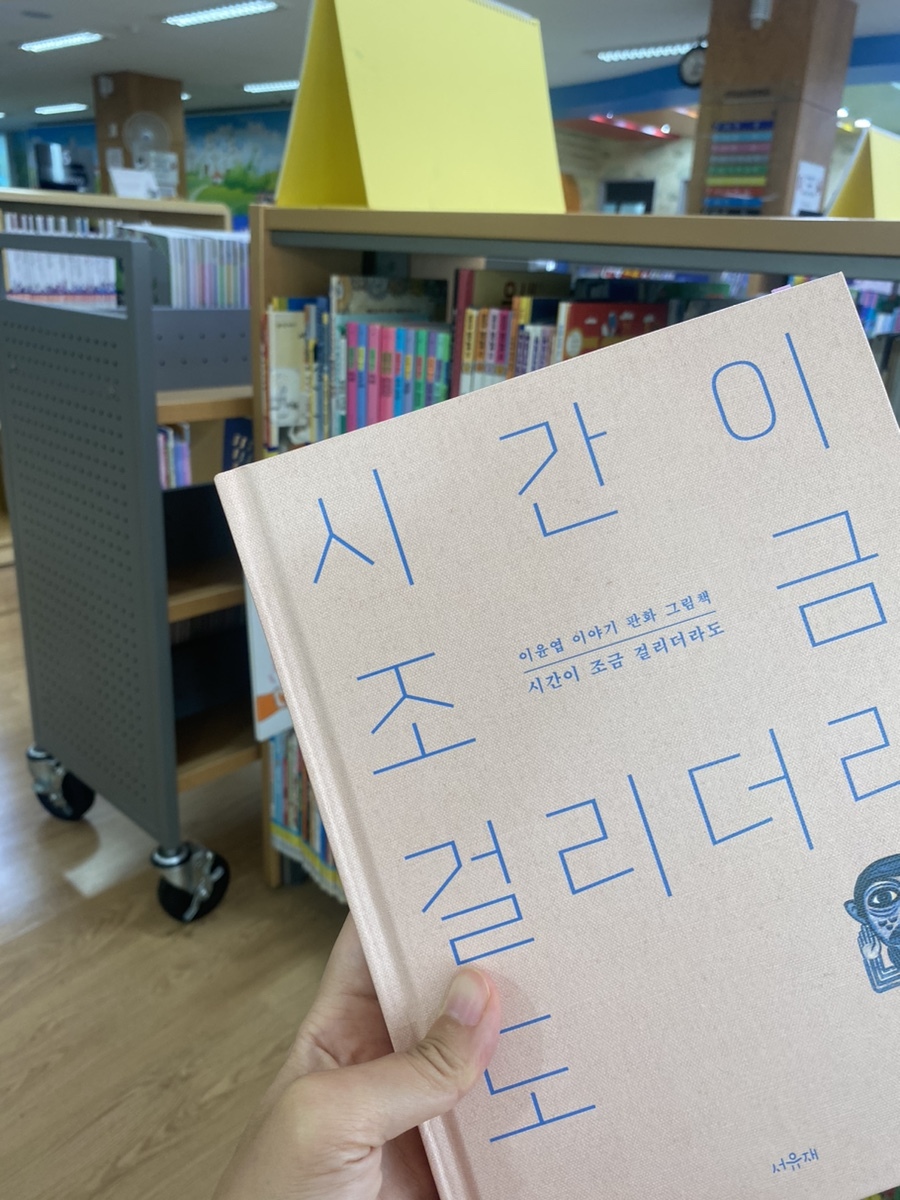 시간이
조금
이윤엽 이야기 판화 그림책
시간이 조금 걸리더라도
걸리더라
도
서유재